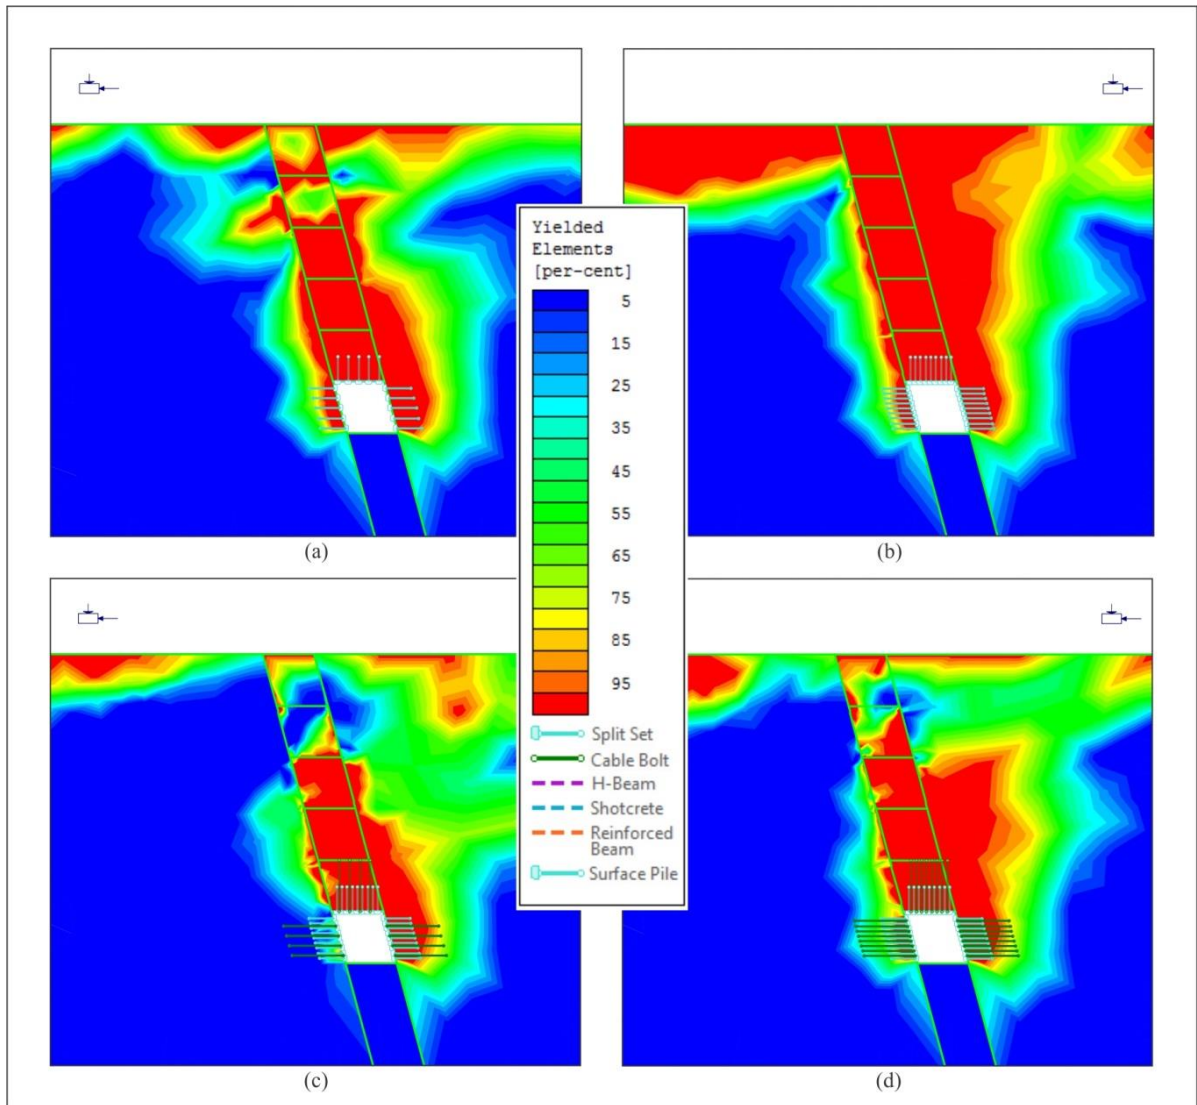 Yielded
Elements
[per-cent]
5
15
25
35
45
55
65
75
85
95
Split Set
Cable Bolt
H-Beam
Shotcrete
Reinforced
Beam
Surface Pile
(a)
(b)
(c)
(d)